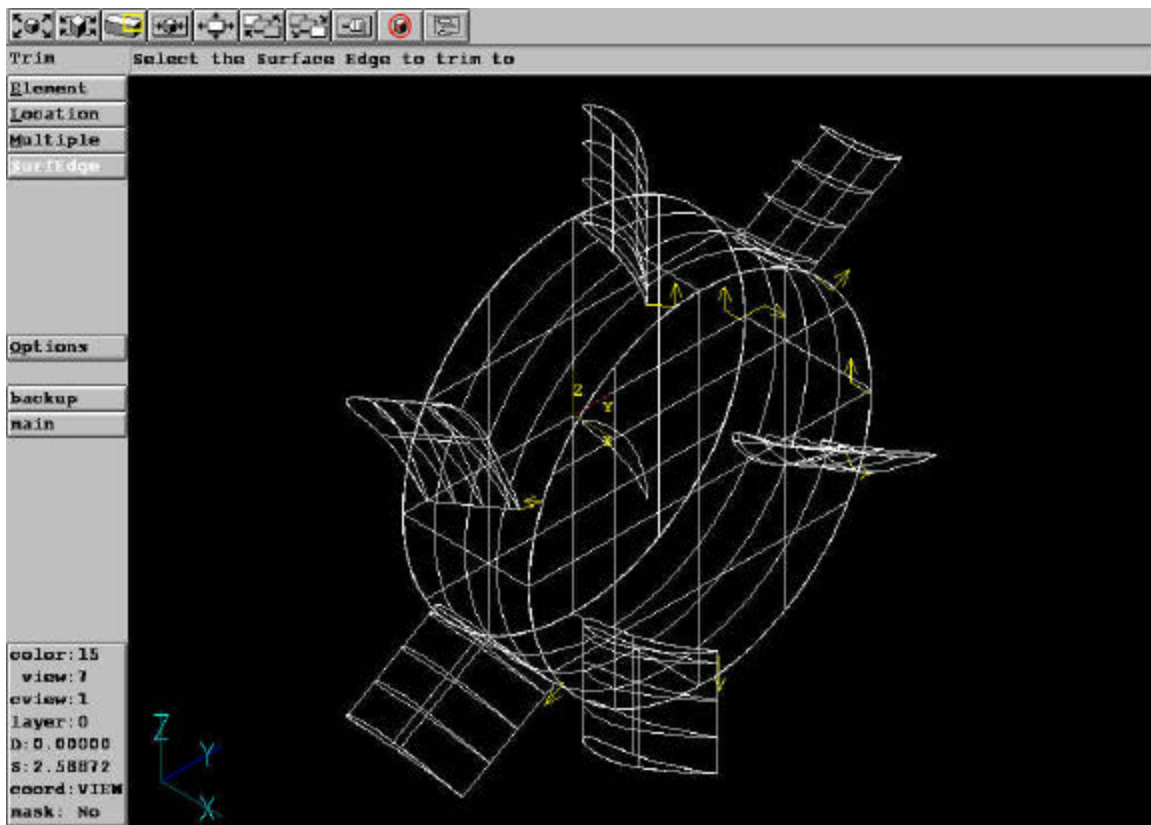 Trim
Select the Surface Edge to trim to
Element
Location
Multiple
SurfEdge
Options
backup
main
Z
Y
X
color:15
view:7
cview:1
layer:0
D:0.00000
S:2.58872
coord:VIEW
mask: No
Z
Y
X